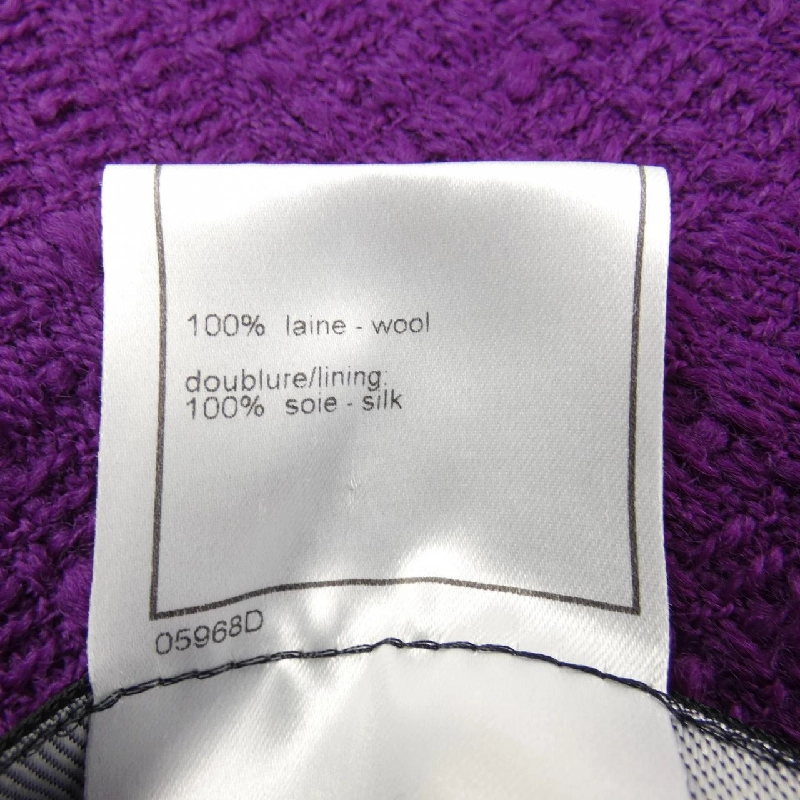 100% laine - wool
doublure/lining:
100% soie - silk
05968D